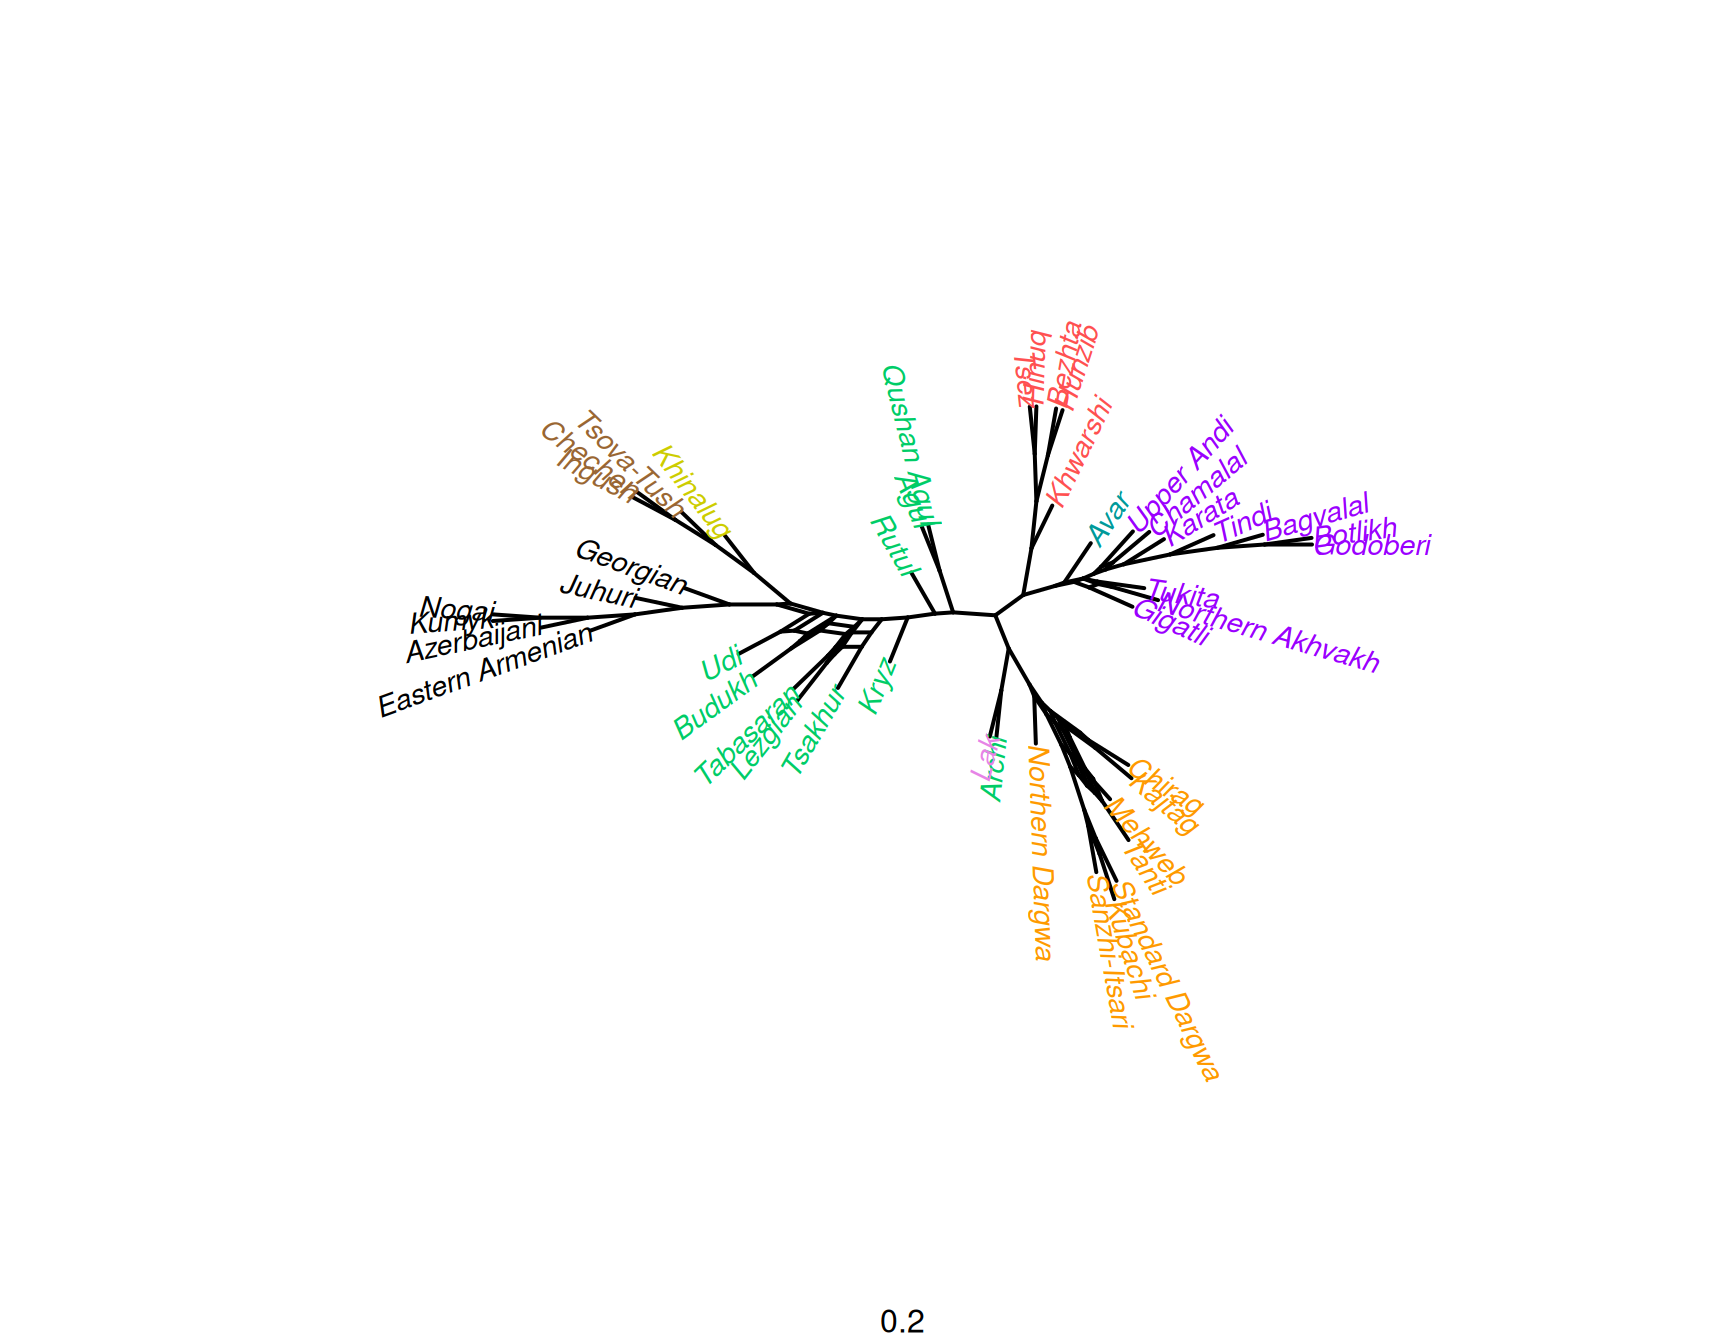 Tsez
Hinuq
Bezhta
Hunzib
Khwarshi
Qushan Agul
Agul
Rutul
Tsova-Tush
Chechen
Ingush
Khinalug
Georgian
Juhuri
Nogai
Kumyk
Azerbaijani
Eastern Armenian
Avar
Upper Andi
Chamalal
Karata
Tindi
Bagvalal
Botlikh
Godoberi
Tukita
Northern Akhvakh
Gigatli
Udi
Budukh
Tabasaran
Lezgian
Tsakhur
Kryz
Lak
Archi
Northern Dargwa
Chirag
Kajtag
Mehweb
Tanti
Standard Dargwa
Kubachi
Sanzhi-Itsari
0.2